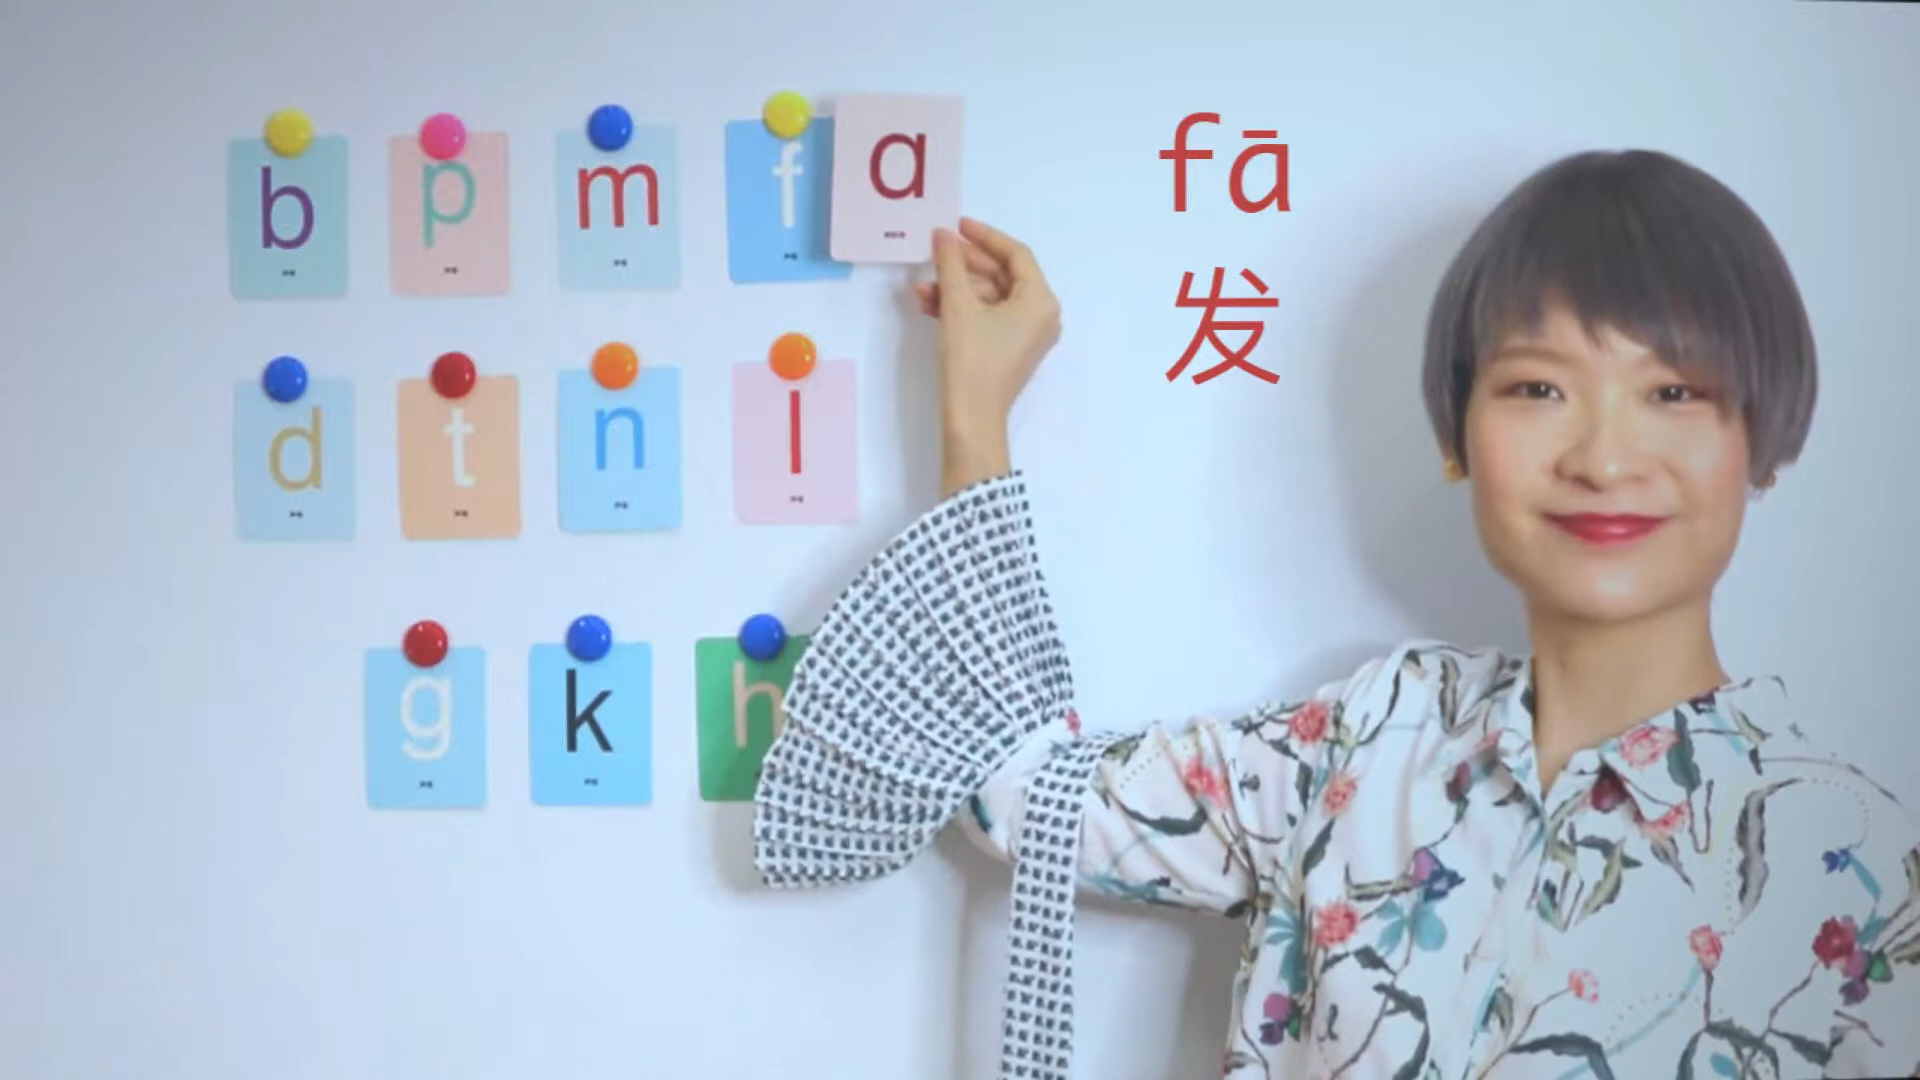 b p m f ɑ
fā
发
d t n l
g k h